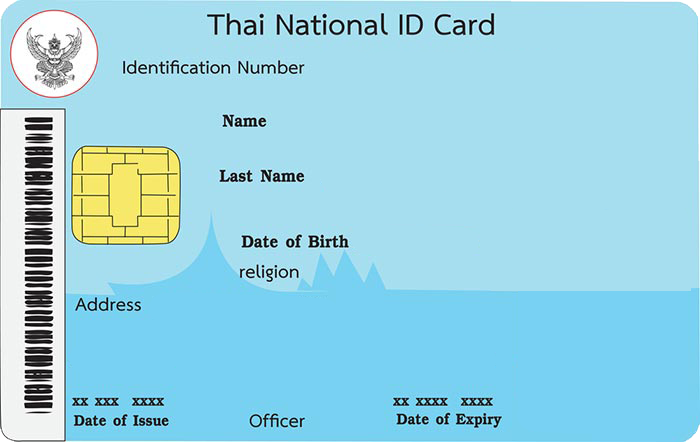 Thai National ID Card
Identification Number
Name
Last Name
Date of Birth
religion
Address
xx xxx xxxx
Date of Issue
Officer
xx xxxx xxxx
Date of Expiry